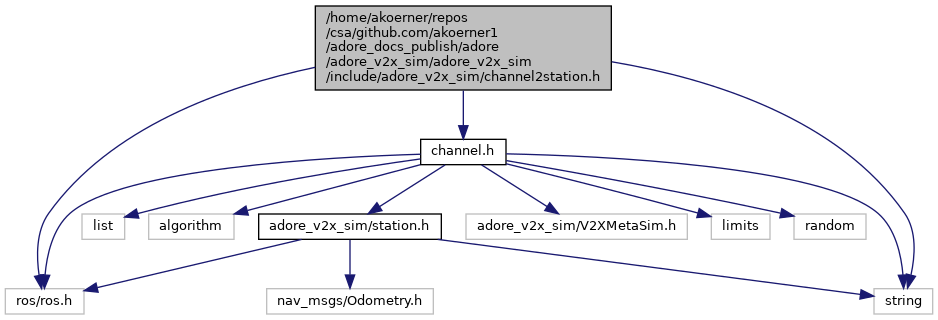 /home/akoerner/repos
/csa/github.com/akoerner1
/adore_docs_publish/adore
/adore_v2x_sim/adore_v2x_sim
/include/adore_v2x_sim/channel2station.h
channel.h
list
algorithm
adore_v2x_sim/station.h
adore_v2x_sim/V2XMetaSim.h
limits
random
ros/ros.h
nav_msgs/Odometry.h
string